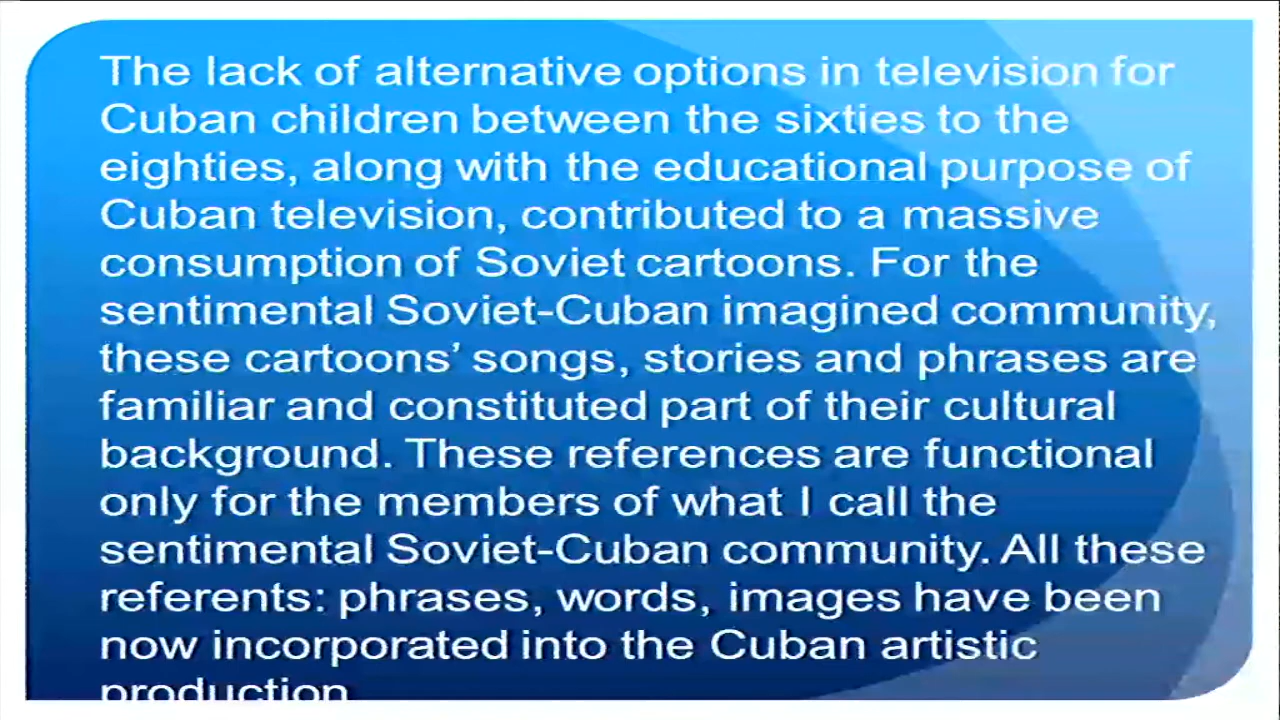 The lack of alternative options in television for
Cuban children between the sixties to the
eighties, along with the educational purpose of
Cuban television, contributed to a massive
consumption of Soviet cartoons. For the
sentimental Soviet-Cuban imagined community,
these cartoons’ songs, stories and phrases are
familiar and constituted part of their cultural
background. These references are functional
only for the members of what I call the
sentimental Soviet-Cuban community. All these
referents: phrases, words, images have been
now incorporated into the Cuban artistic
production